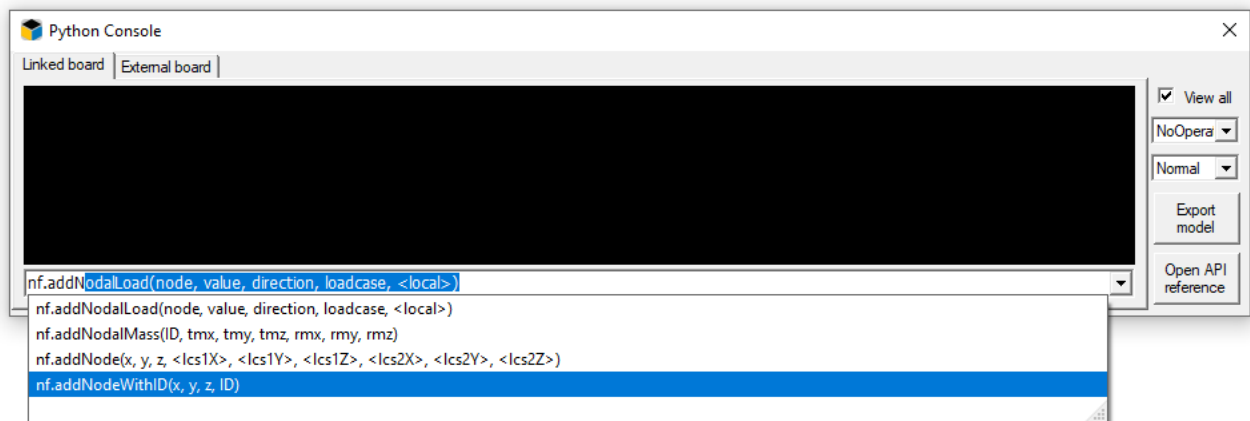 Python Console
Linked board
External board
View all
NoOpera
Normal
Export
model
Open API
reference
nf.addNodalLoad(node, value, direction, loadcase, <local>)
nf.addNodalLoad(node, value, direction, loadcase, <local>)
nf.addNodalMass(ID, tmx, tmy, tmz, rmx, rmy, rmz)
nf.addNode(x, y, z, <lcs1X>, <lcs1Y>, <lcs1Z>, <lcs2X>, <lcs2Y>, <lcs2Z>)
nf.addNodeWithID(x, y, z, ID)